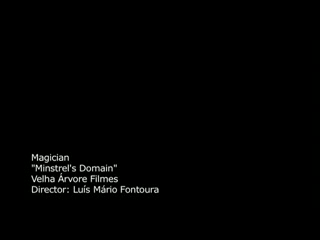 Magician
"Minstrel's Domain"
Velha Árvore Filmes
Director: Luís Mário Fontoura